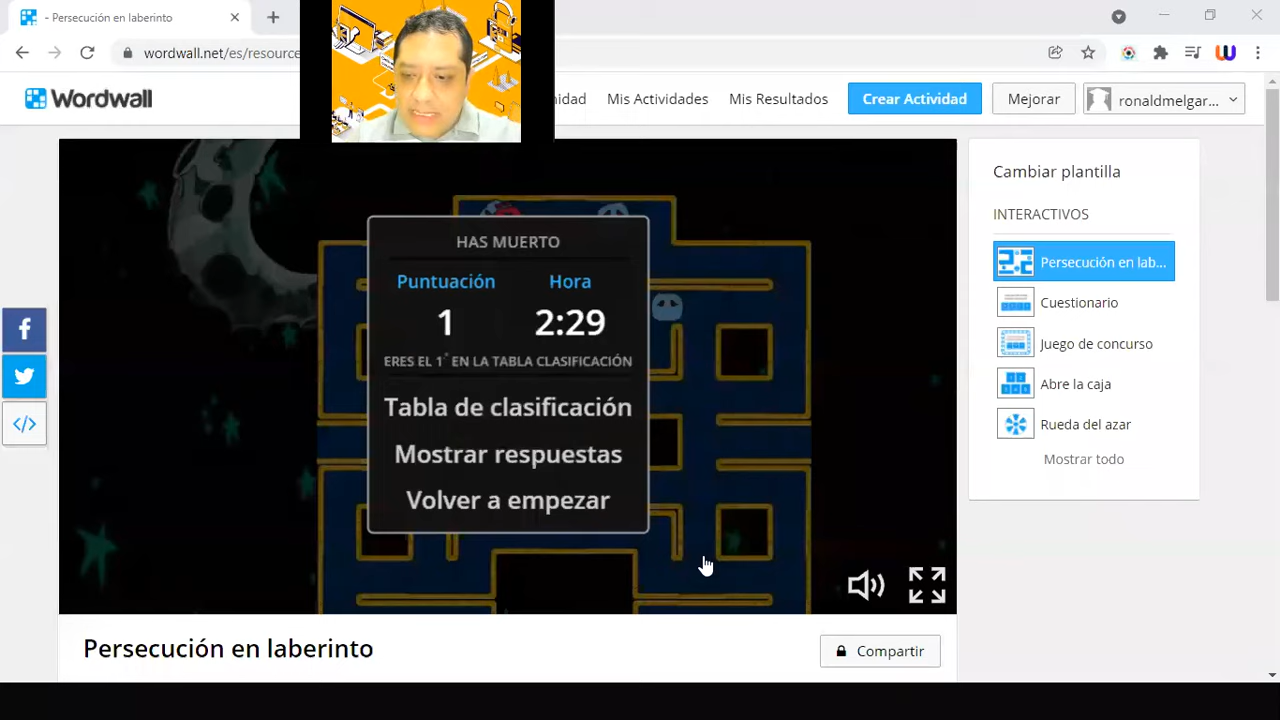 - Persecución en laberinto
wordwall.net/es/resource
Wordwall
Mis Actividades
Mis Resultados
Crear Actividad
Mejorar
ronaldmelgar...
HAS MUERTO
Puntuación
Hora
1
2:29
ERES EL 1° EN LA TABLA CLASIFICACIÓN
Tabla de clasificación
Mostrar respuestas
Volver a empezar
Cambiar plantilla
INTERACTIVOS
Persecución en lab...
Cuestionario
Juego de concurso
Abre la caja
Rueda del azar
Mostrar todo
Persecución en laberinto
Compartir